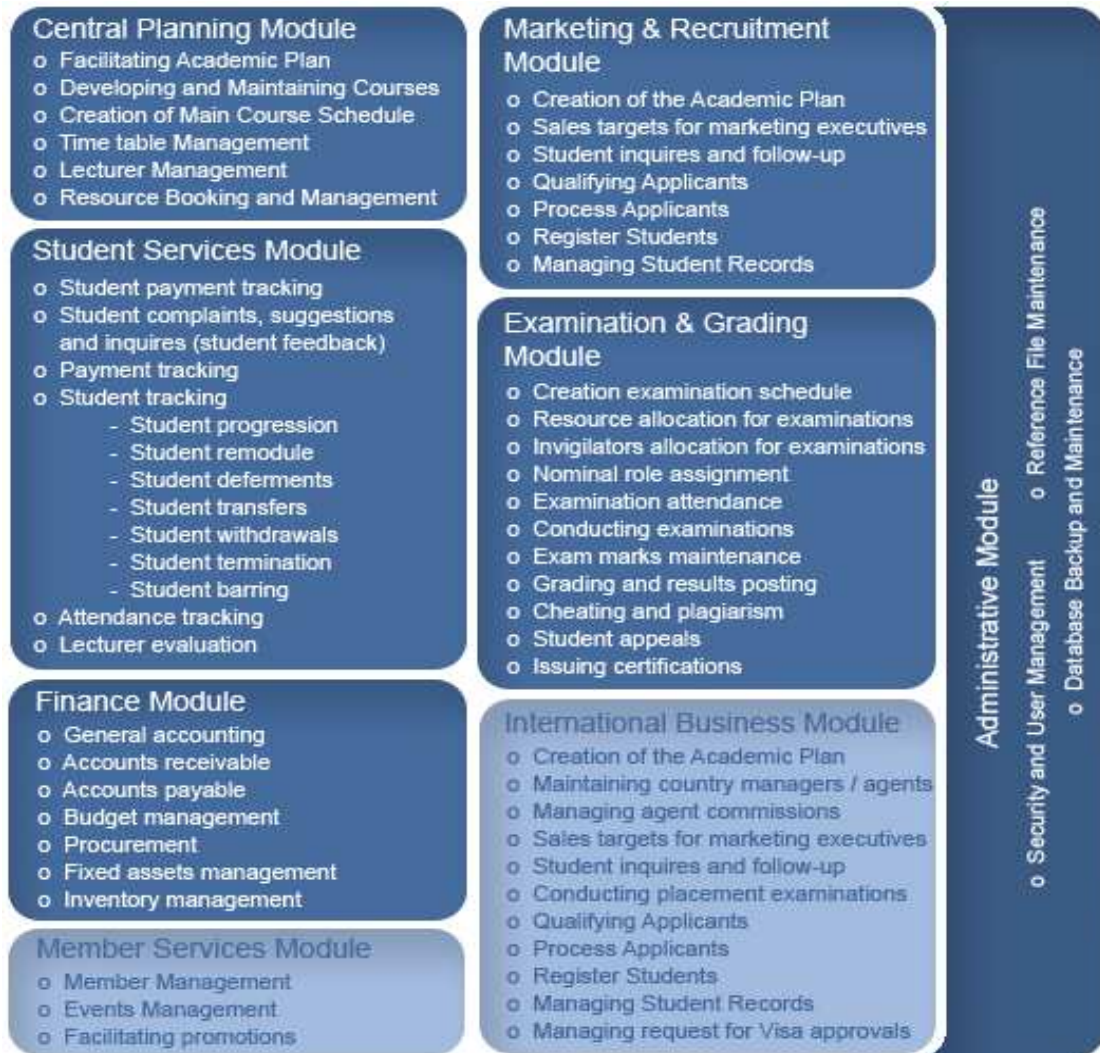 Central Planning Module
o Facilitating Academic Plan
o Developing and Maintaining Courses
o Creation of Main Course Schedule
o Time table Management
o Lecturer Management
o Resource Booking and Management
Student Services Module
o Student payment tracking
o Student complaints, suggestions
and inquires (student feedback)
o Payment tracking
o Student tracking
- Student progression
- Student remodule
- Student deferments
- Student transfers
- Student withdrawals
- Student termination
- Student barring
o Attendance tracking
o Lecturer evaluation
Finance Module
o General accounting
o Accounts receivable
o Accounts payable
o Budget management
o Procurement
o Fixed assets management
o Inventory management
Member Services Module
o Member Management
o Events Management
o Facilitating promotions
Marketing & Recruitment
Module
o Creation of the Academic Plan
o Sales targets for marketing executives
o Student inquires and follow-up
o Qualifying Applicants
o Process Applicants
o Register Students
o Managing Student Records
Examination & Grading
Module
o Creation examination schedule
o Resource allocation for examinations
o Invigilators allocation for examinations
o Nominal role assignment
o Examination attendance
o Conducting examinations
o Exam marks maintenance
o Grading and results posting
o Cheating and plagiarism
o Student appeals
o Issuing certifications
International Business Module
o Creation of the Academic Plan
o Maintaining country managers / agents
o Managing agent commissions
o Sales targets for marketing executives
o Student inquires and follow-up
o Conducting placement examinations
o Qualifying Applicants
o Process Applicants
o Register Students
o Managing Student Records
o Managing request for Visa approvals
Administrative Module
o Security and User Management o Reference File Maintenance
o Database Backup and Maintenance